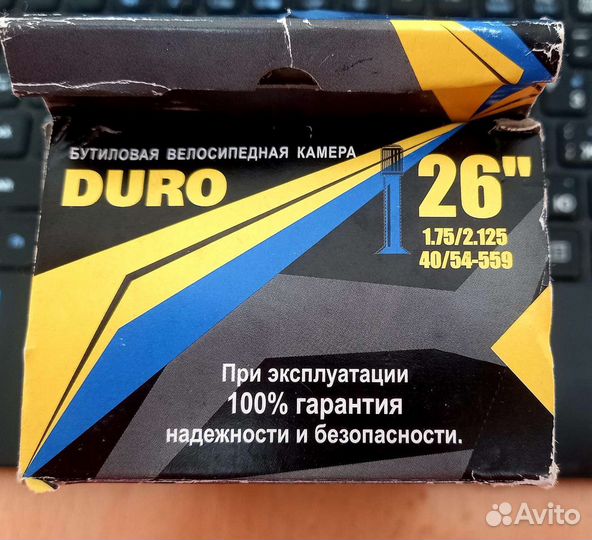 БУТИЛОВАЯ ВЕЛОСИПЕДНАЯ КАМЕРА
DURO
26"
1.75/2.125
40/54-559
При эксплуатации
100% гарантия
надежности и безопасности.
Avito